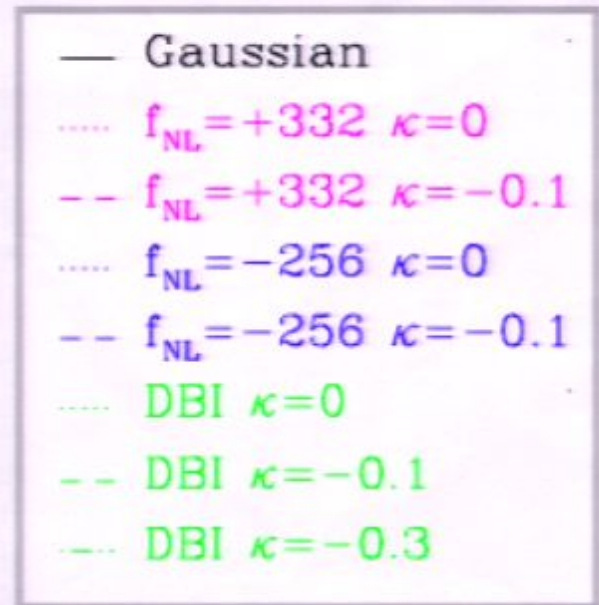 Gaussian
f_NL=+332 κ=0
f_NL=+332 κ=−0.1
f_NL=−256 κ=0
f_NL=−256 κ=−0.1
DBI κ=0
DBI κ=−0.1
DBI κ=−0.3